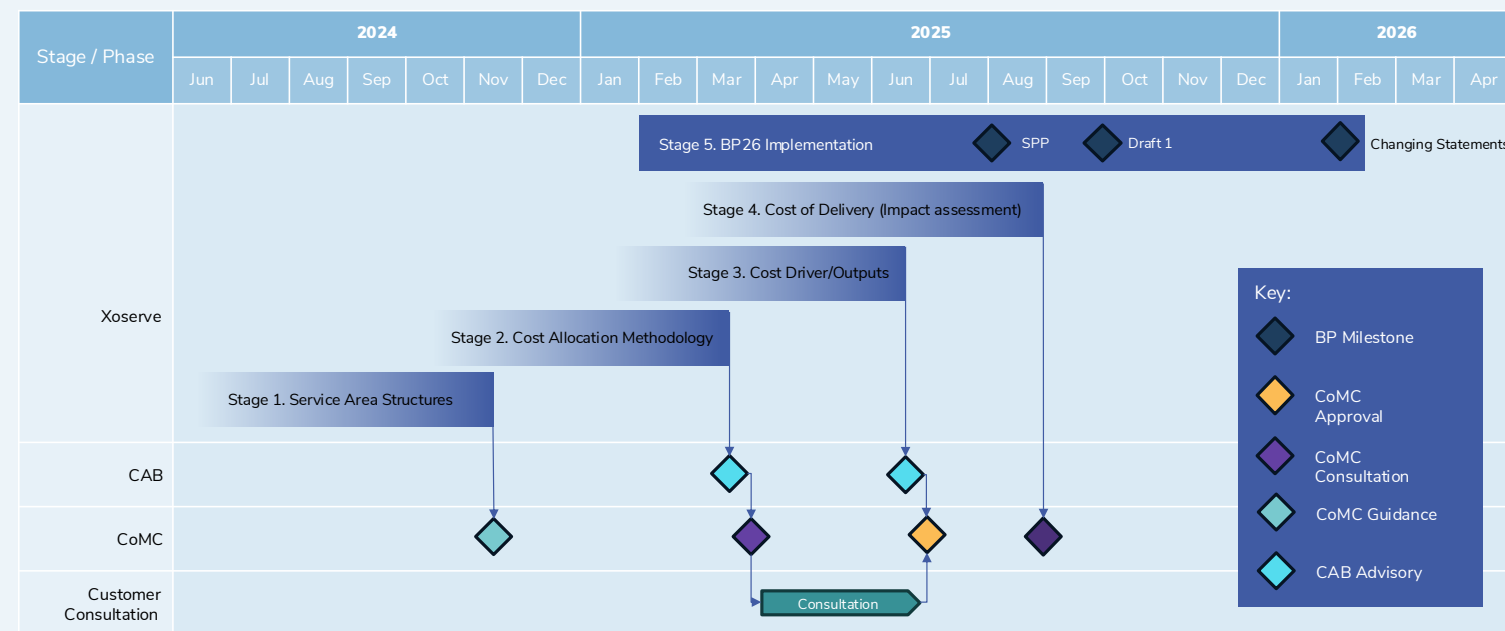 Stage / Phase
2024
2025
2026
Jun Jul Aug Sep Oct Nov Dec Jan Feb Mar Apr May Jun Jul Aug Sep Oct Nov Dec Jan Feb Mar Apr
Stage 5. BP26 Implementation
SPP
Draft 1
Changing Statements
Stage 4. Cost of Delivery (Impact assessment)
Stage 3. Cost Driver/Outputs
Xoserve
Stage 2. Cost Allocation Methodology
Stage 1. Service Area Structures
CAB
CoMC
Customer
Consultation
Consultation
Key:
BP Milestone
CoMC
Approval
CoMC
Consultation
CoMC Guidance
CAB Advisory